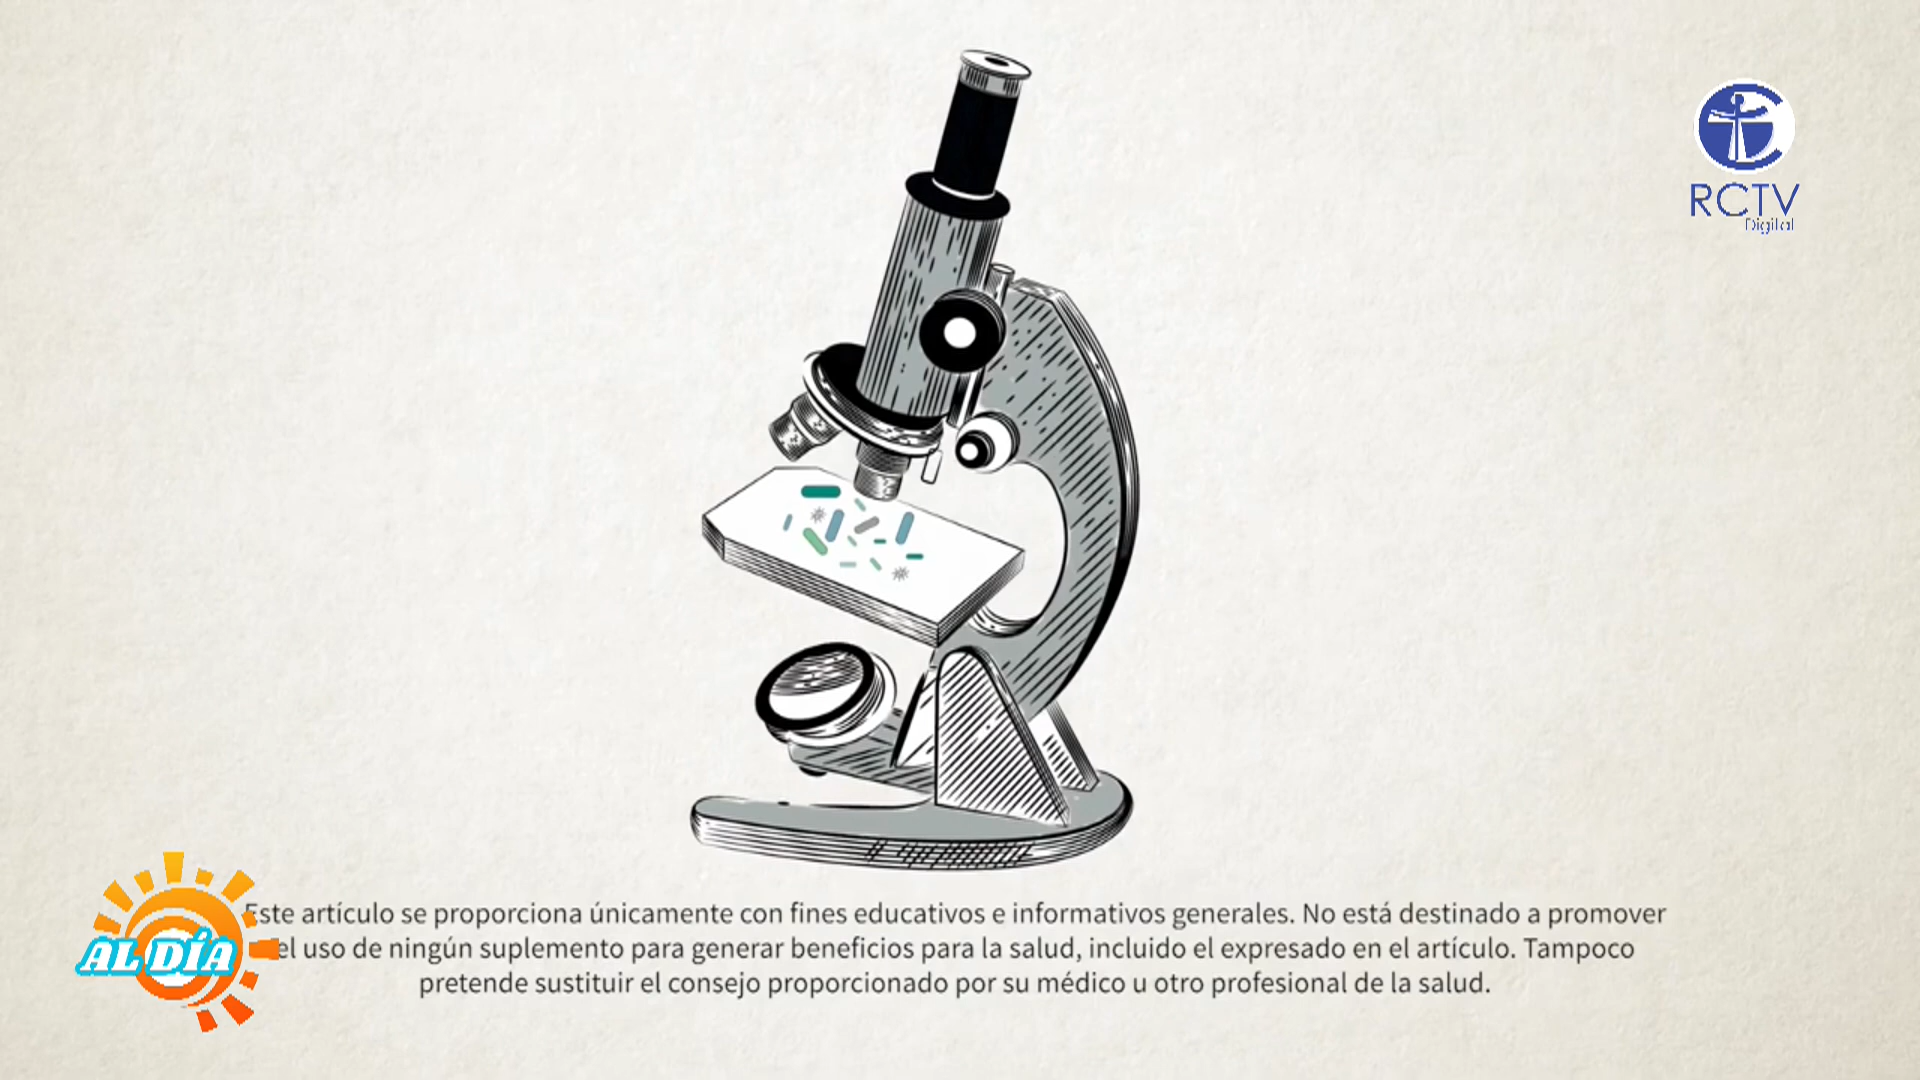 RCTV
Digital
Este artículo se proporciona únicamente con fines educativos e informativos generales. No está destinado a promover
el uso de ningún suplemento para generar beneficios para la salud, incluido el expresado en el artículo. Tampoco
pretende sustituir el consejo proporcionado por su médico u otro profesional de la salud.
AL DÍA